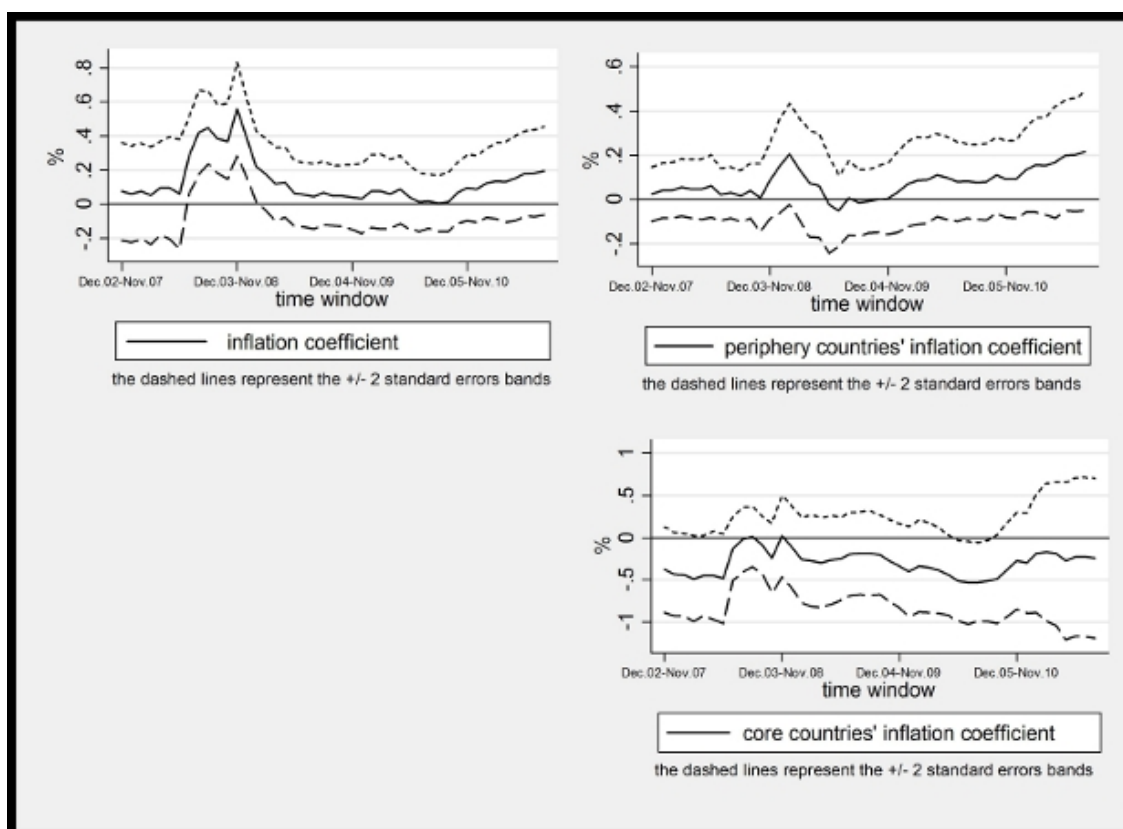 .8
.6
.4
.2
0
-.2
%
Dec.02-Nov.07 Dec.03-Nov.08 Dec.04-Nov.09 Dec.05-Nov.10
time window
inflation coefficient
the dashed lines represent the +/- 2 standard errors bands
.6
.4
.2
0
-.2
%
Dec.02-Nov.07 Dec.03-Nov.08 Dec.04-Nov.09 Dec.05-Nov.10
time window
periphery countries' inflation coefficient
the dashed lines represent the +/- 2 standard errors bands
1
.5
0
-.5
-1
%
Dec.02-Nov.07 Dec.03-Nov.08 Dec.04-Nov.09 Dec.05-Nov.10
time window
core countries' inflation coefficient
the dashed lines represent the +/- 2 standard errors bands